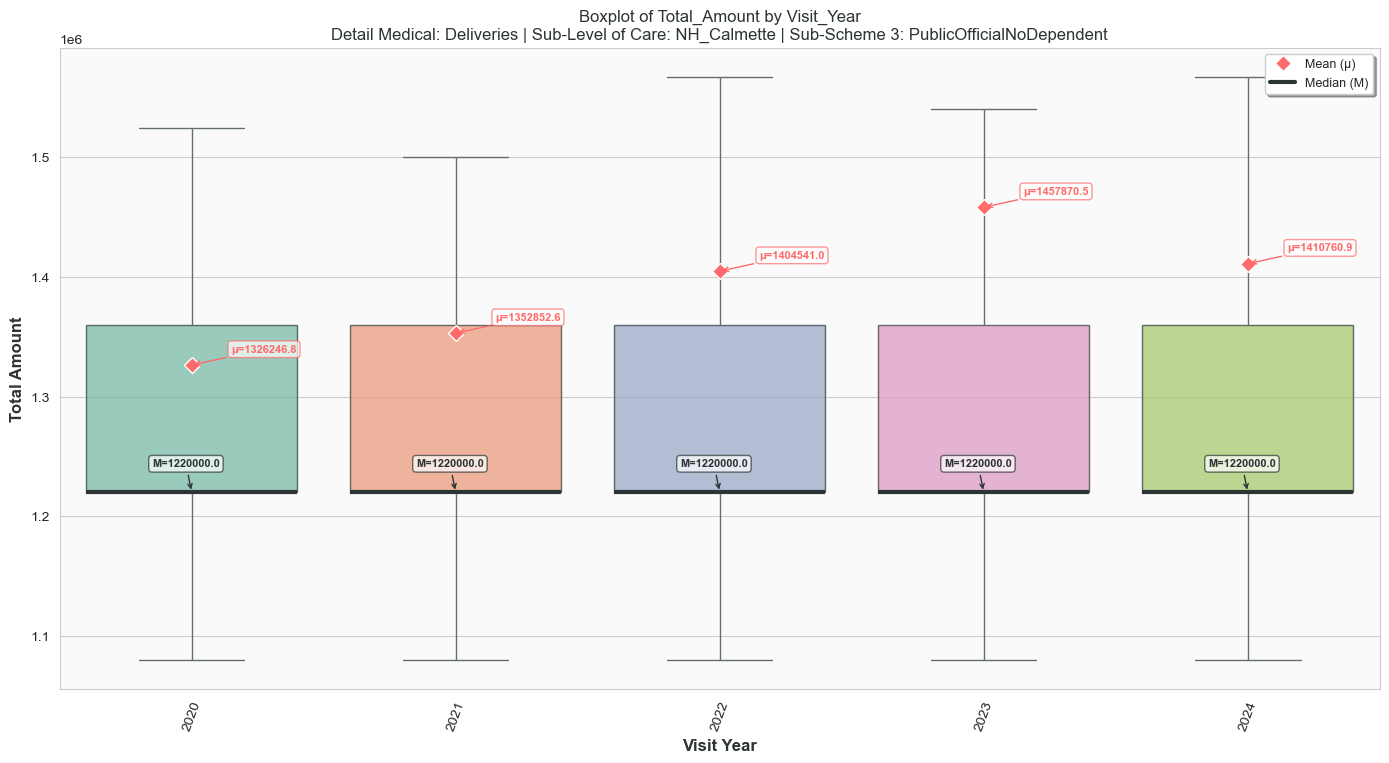 Boxplot of Total_Amount by Visit_Year
Detail Medical: Deliveries | Sub-Level of Care: NH_Calmette | Sub-Scheme 3: PublicOfficialNoDependent
1e6
Mean (μ)
Median (M)
1.5
1.4
1.3
1.2
1.1
Total Amount
μ=1326246.8
μ=1352852.6
μ=1404541.0
μ=1457870.5
μ=1410760.9
M=1220000.0
M=1220000.0
M=1220000.0
M=1220000.0
M=1220000.0
2020
2021
2022
2023
2024
Visit Year